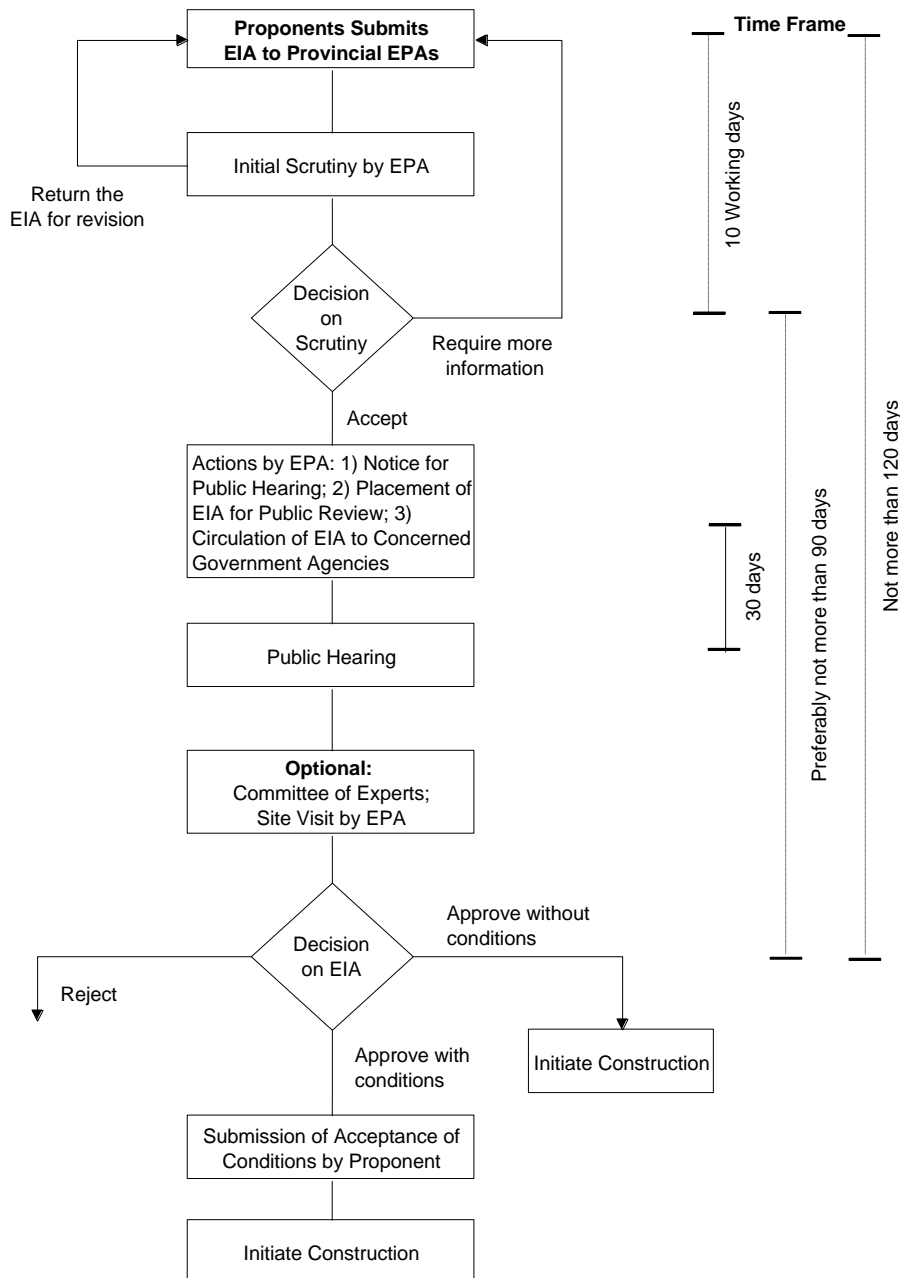 Time Frame
Proponents Submits
EIA to Provincial EPAs
Initial Scrutiny by EPA
Return the
EIA for revision
Decision
on
Scrutiny
Require more
information
Accept
Actions by EPA: 1) Notice for
Public Hearing; 2) Placement of
EIA for Public Review; 3)
Circulation of EIA to Concerned
Government Agencies
Public Hearing
Optional:
Committee of Experts;
Site Visit by EPA
Decision
on EIA
Approve without
conditions
Reject
Initiate Construction
Approve with
conditions
Submission of Acceptance of
Conditions by Proponent
Initiate Construction
10 Working days
30 days
Preferably not more than 90 days
Not more than 120 days